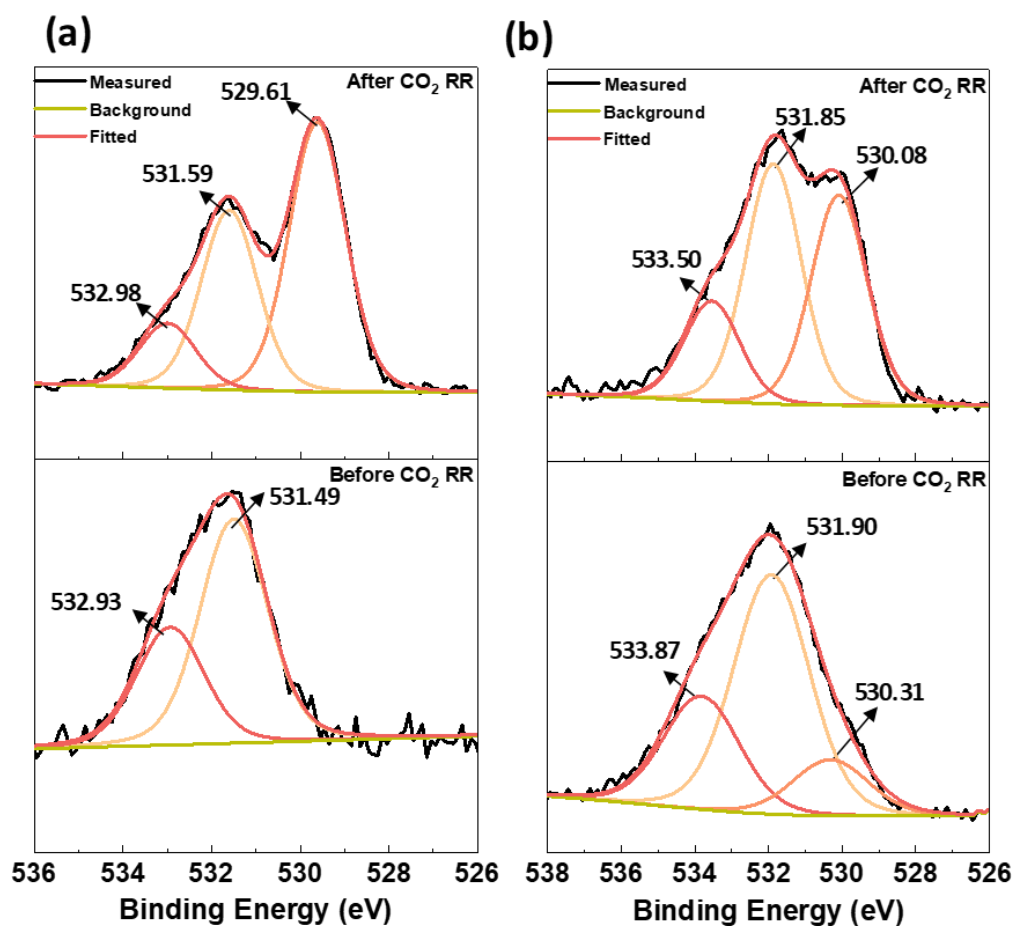 (a)
Measured
Background
Fitted
After CO₂ RR
529.61
531.59
532.98
Before CO₂ RR
531.49
532.93
536 534 532 530 528 526
Binding Energy (eV)
(b)
Measured
Background
Fitted
After CO₂ RR
531.85
530.08
533.50
Before CO₂ RR
531.90
533.87
530.31
538 536 534 532 530 528 526
Binding Energy (eV)